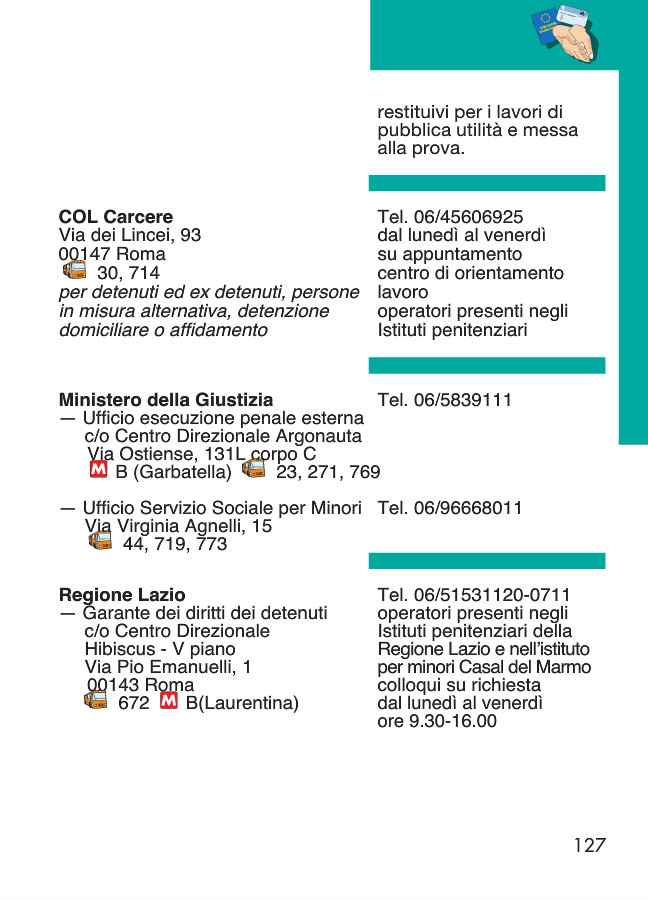 restituivi per i lavori di
pubblica utilità e messa
alla prova.
COL Carcere
Via dei Lincei, 93
00147 Roma
30, 714
per detenuti ed ex detenuti, persone
in misura alternativa, detenzione
domiciliare o affidamento
Tel. 06/45606925
dal lunedì al venerdì
su appuntamento
centro di orientamento
lavoro
operatori presenti negli
Istituti penitenziari
Ministero della Giustizia
— Ufficio esecuzione penale esterna
c/o Centro Direzionale Argonauta
Via Ostiense, 131L corpo C
M B (Garbatella) 23, 271, 769
Tel. 06/5839111
— Ufficio Servizio Sociale per Minori
Via Virginia Agnelli, 15
44, 719, 773
Tel. 06/96668011
Regione Lazio
— Garante dei diritti dei detenuti
c/o Centro Direzionale
Hibiscus - V piano
Via Pio Emanuelli, 1
00143 Roma
672 M B(Laurentina)
Tel. 06/51531120-0711
operatori presenti negli
Istituti penitenziari della
Regione Lazio e nell'istituto
per minori Casal del Marmo
colloqui su richiesta
dal lunedì al venerdì
ore 9.30-16.00
127